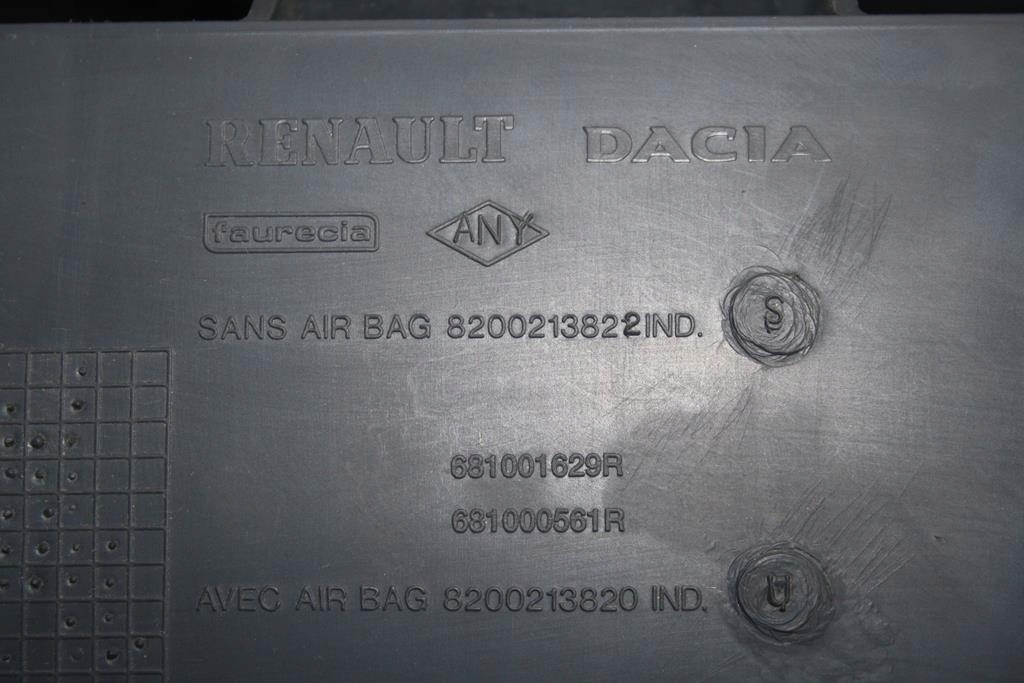 RENAULT DACIA
faurecia ANY
SANS AIR BAG 8200213822 IND. S
681001629R
681000561R
AVEC AIR BAG 8200213820 IND. U